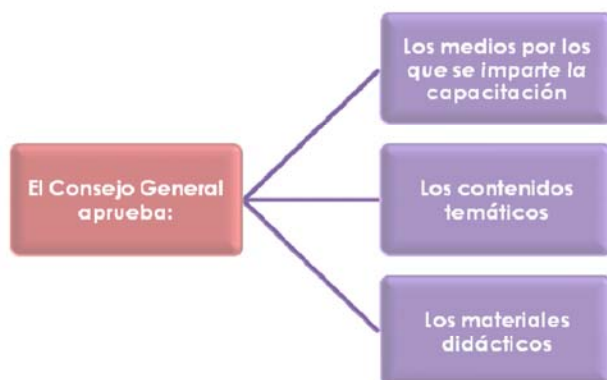 Los medios por los
que se imparte la
capacitación
El Consejo General
aprueba:
Los contenidos
temáticos
Los materiales
didácticos